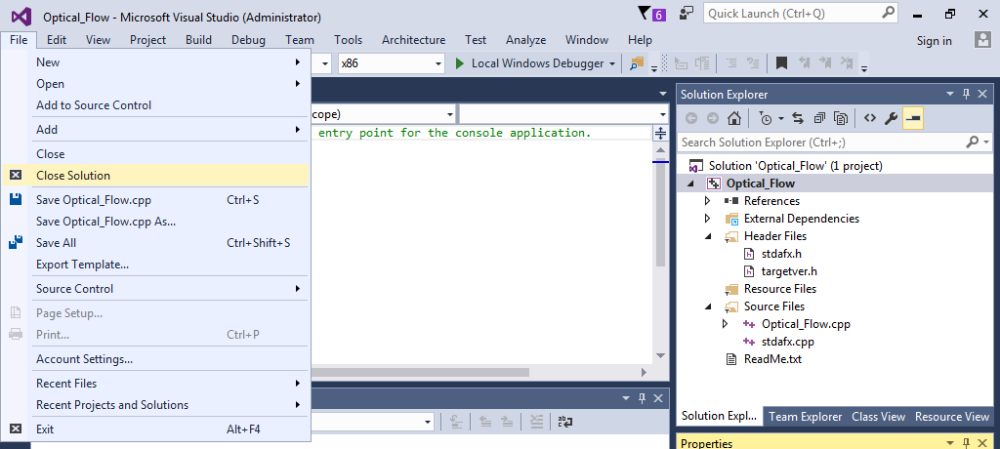 Optical_Flow - Microsoft Visual Studio (Administrator)
6
Quick Launch (Ctrl+Q)
File Edit View Project Build Debug Team Tools Architecture Test Analyze Window Help
Sign in
x86
Local Windows Debugger
New
Open
Add to Source Control
Add
Close
Close Solution
Save Optical_Flow.cpp Ctrl+S
Save Optical_Flow.cpp As...
Save All Ctrl+Shift+S
Export Template...
Source Control
Page Setup...
Print... Ctrl+P
Account Settings...
Recent Files
Recent Projects and Solutions
Exit Alt+F4
cope)
entry point for the console application.
Solution Explorer
Search Solution Explorer (Ctrl+;)
Solution 'Optical_Flow' (1 project)
Optical_Flow
References
External Dependencies
Header Files
stdafx.h
targetver.h
Resource Files
Source Files
Optical_Flow.cpp
stdafx.cpp
ReadMe.txt
Solution Expl... Team Explorer Class View Resource View
Properties